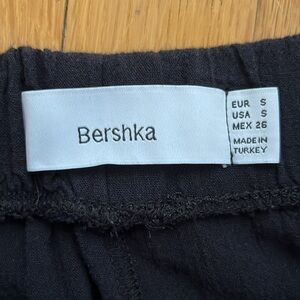 Bershka
EUR S
USA S
MEX 26
MADE IN
TURKEY